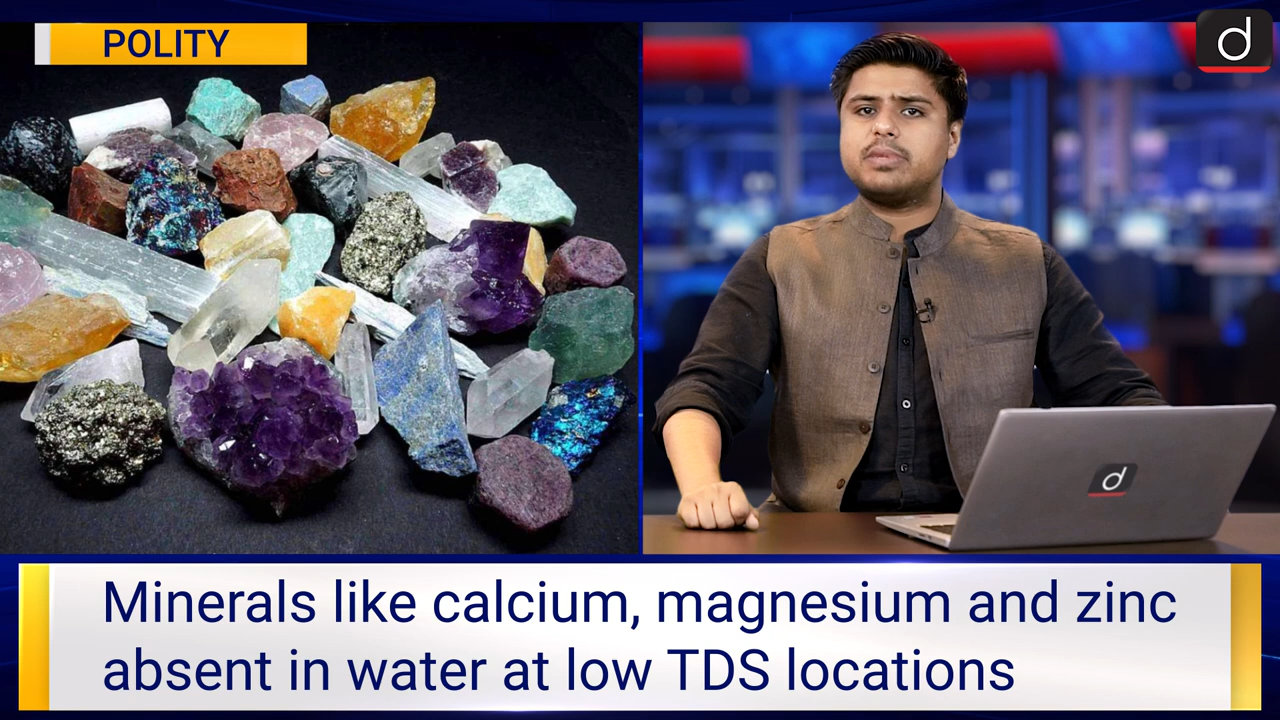 POLITY
d
d
Minerals like calcium, magnesium and zinc
absent in water at low TDS locations